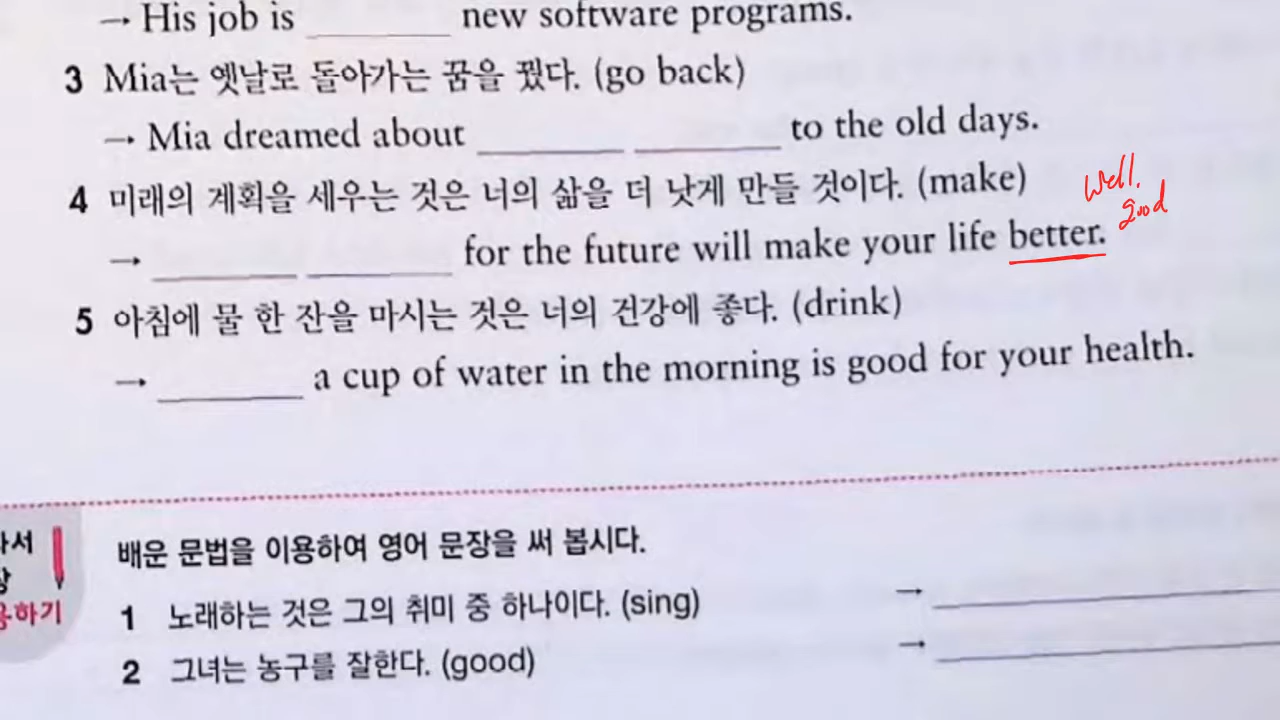 → His job is new software programs.
3 Mia는 옛날로 돌아가는 꿈을 꿨다. (go back)
→ Mia dreamed about to the old days.
4 미래의 계획을 세우는 것은 너의 삶을 더 낫게 만들 것이다. (make)
well.
good
→ for the future will make your life better.
5 아침에 물 한 잔을 마시는 것은 너의 건강에 좋다. (drink)
→ a cup of water in the morning is good for your health.
배운 문법을 이용하여 영어 문장을 써 봅시다.
1 노래하는 것은 그의 취미 중 하나이다. (sing) →
2 그녀는 농구를 잘한다. (good) →